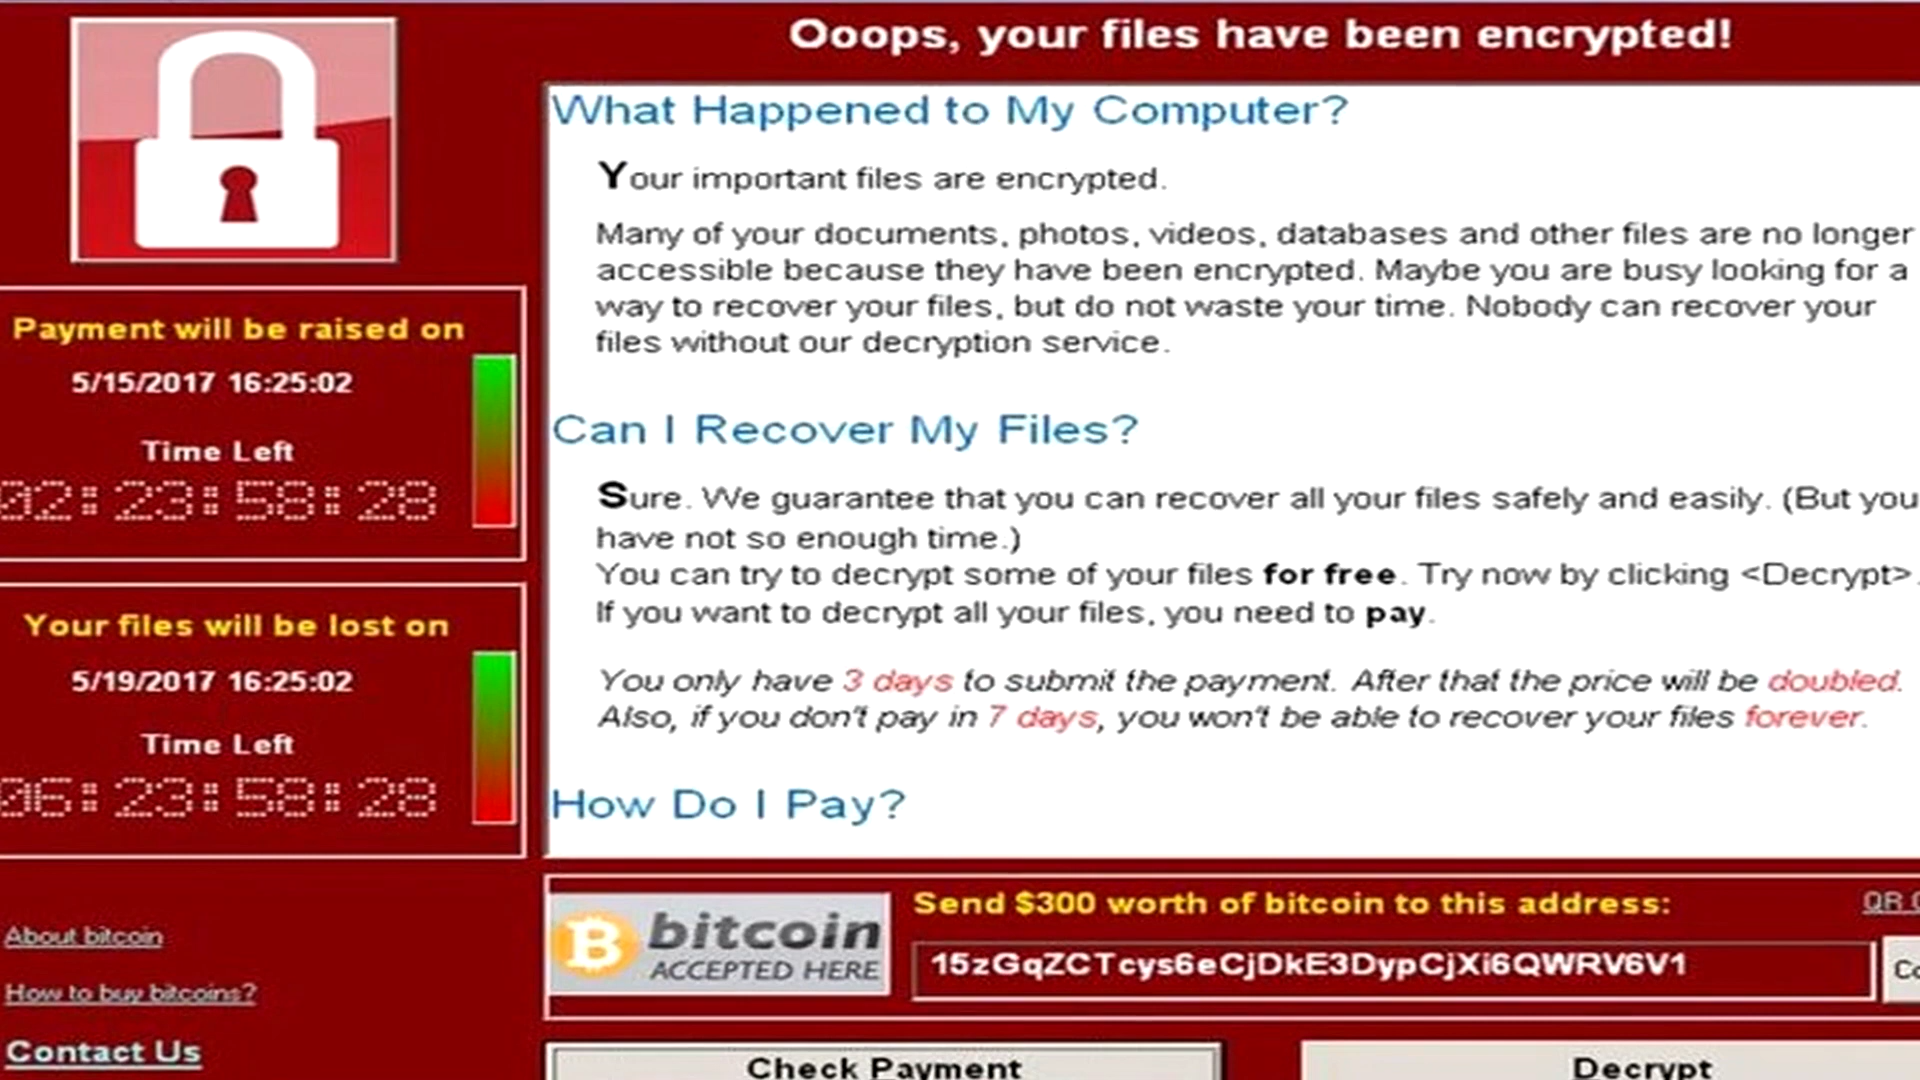 Ooops, your files have been encrypted!
What Happened to My Computer?
Your important files are encrypted.
Many of your documents, photos, videos, databases and other files are no longer
accessible because they have been encrypted. Maybe you are busy looking for a
way to recover your files, but do not waste your time. Nobody can recover your
files without our decryption service.
Can I Recover My Files?
Sure. We guarantee that you can recover all your files safely and easily. (But you
have not so enough time.)
You can try to decrypt some of your files for free. Try now by clicking <Decrypt>.
If you want to decrypt all your files, you need to pay.
You only have 3 days to submit the payment. After that the price will be doubled.
Also, if you don't pay in 7 days, you won't be able to recover your files forever.
How Do I Pay?
Payment will be raised on
5/15/2017 16:25:02
Time Left
02:23:58:28
Your files will be lost on
5/19/2017 16:25:02
Time Left
06:23:58:28
About bitcoin
How to buy bitcoins?
Contact Us
bitcoin
ACCEPTED HERE
Send $300 worth of bitcoin to this address:
QR
15zGqZCTcys6eCjDkE3DypCjXi6QWRV6V1
Check Payment
Decrypt